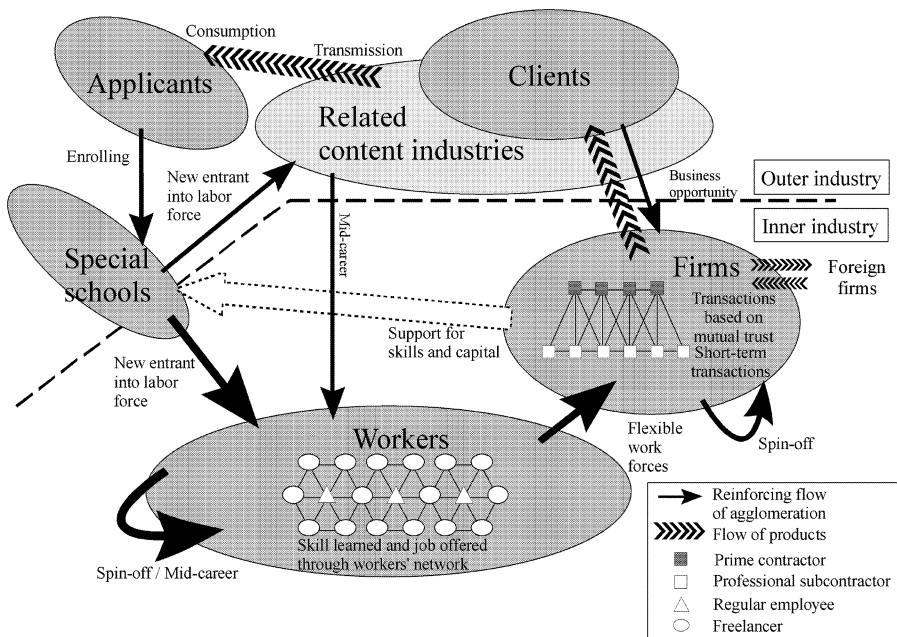 Consumption
Transmission
Applicants
Clients
Related
content industries
Enrolling
New entrant
into labor
force
Business
opportunity
Outer industry
Inner industry
Mid-career
Special
schools
Firms
Foreign
firms
Transactions
based on
mutual trust
Short-term
transactions
Support for
skills and capital
New entrant
into labor
force
Workers
Flexible
work
forces
Spin-off
Skill learned and job offered
through workers' network
Spin-off / Mid-career
Reinforcing flow
of agglomeration
Flow of products
Prime contractor
Professional subcontractor
Regular employee
Freelancer